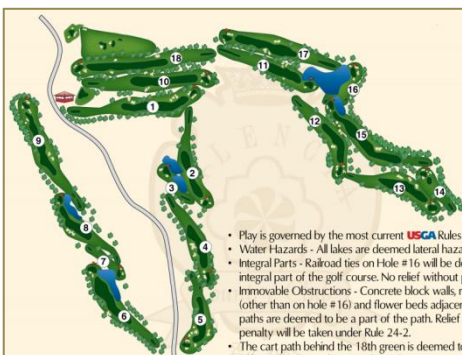 18
17
11
10
16
1
12
15
9
2
3
13
14
8
4
7
6
5
• Play is governed by the most current USGA Rules
• Water Hazards - All lakes are deemed lateral haza
• Integral Parts - Railroad ties on Hole #16 will be de
integral part of the golf course. No relief without p
• Immovable Obstructions - Concrete block walls, r
(other than on hole #16) and flower beds adjacen
paths are deemed to be a part of the path. Relief
penalty will be taken under Rule 24-2.
• The cart path behind the 18th green is deemed to